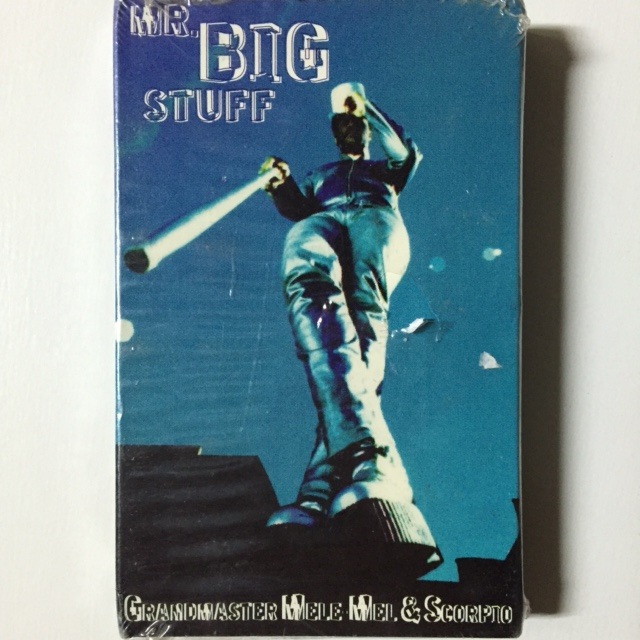 MR.
BIG
STUFF
GRANDMASTER MELE-MEL & SCORPIO